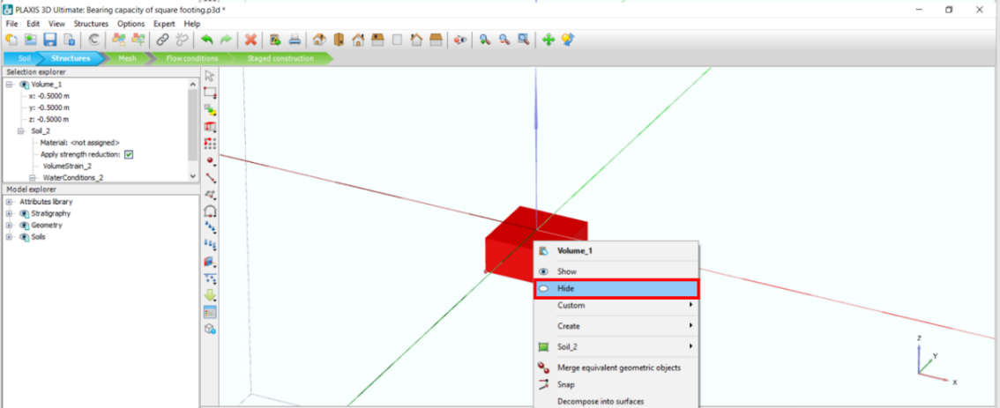 PLAXIS 3D Ultimate: Bearing capacity of square footing.p3d *
File Edit View Structures Options Expert Help
Soil Structures Mesh Flow conditions Staged construction
Selection explorer
Volume_1
x: -0.5000 m
y: -0.5000 m
z: -0.5000 m
Soil_2
Material: <not assigned>
Apply strength reduction:
VolumeStrain_2
WaterConditions_2
Model explorer
Attributes library
Stratigraphy
Geometry
Soils
Volume_1
Show
Hide
Custom
Create
Soil_2
Merge equivalent geometric objects
Snap
Decompose into surfaces
Z
Y
X